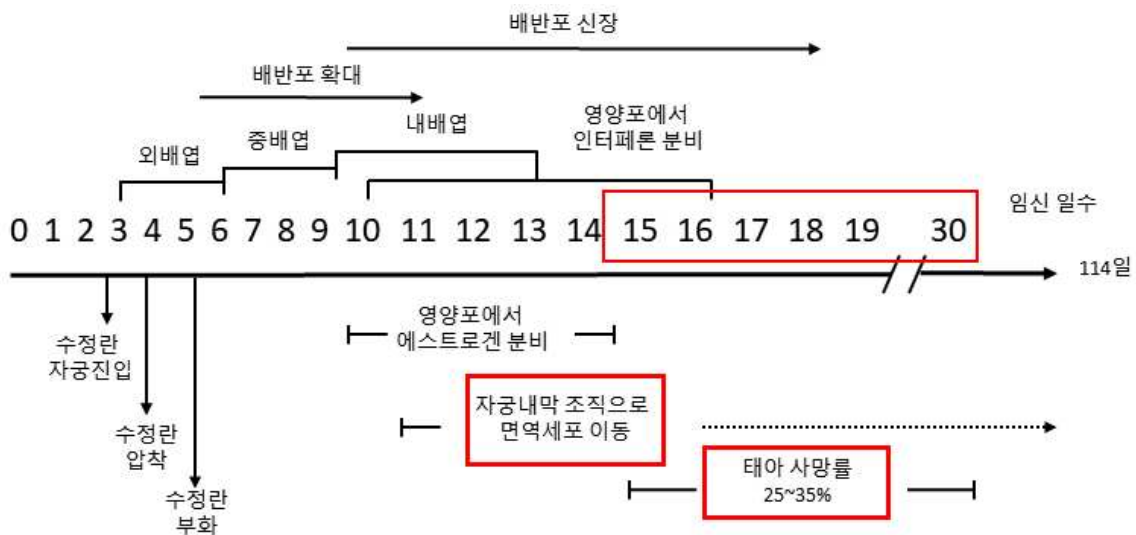 배반포 신장
배반포 확대
내배엽
영양포에서
인터페론 분비
중배엽
외배엽
임신 일수
0 1 2 3 4 5 6 7 8 9 10 11 12 13 14 15 16 17 18 19 30
114일
영양포에서
에스트로겐 분비
수정란
자궁진입
자궁내막 조직으로
면역세포 이동
수정란
압착
태아 사망률
25~35%
수정란
부화